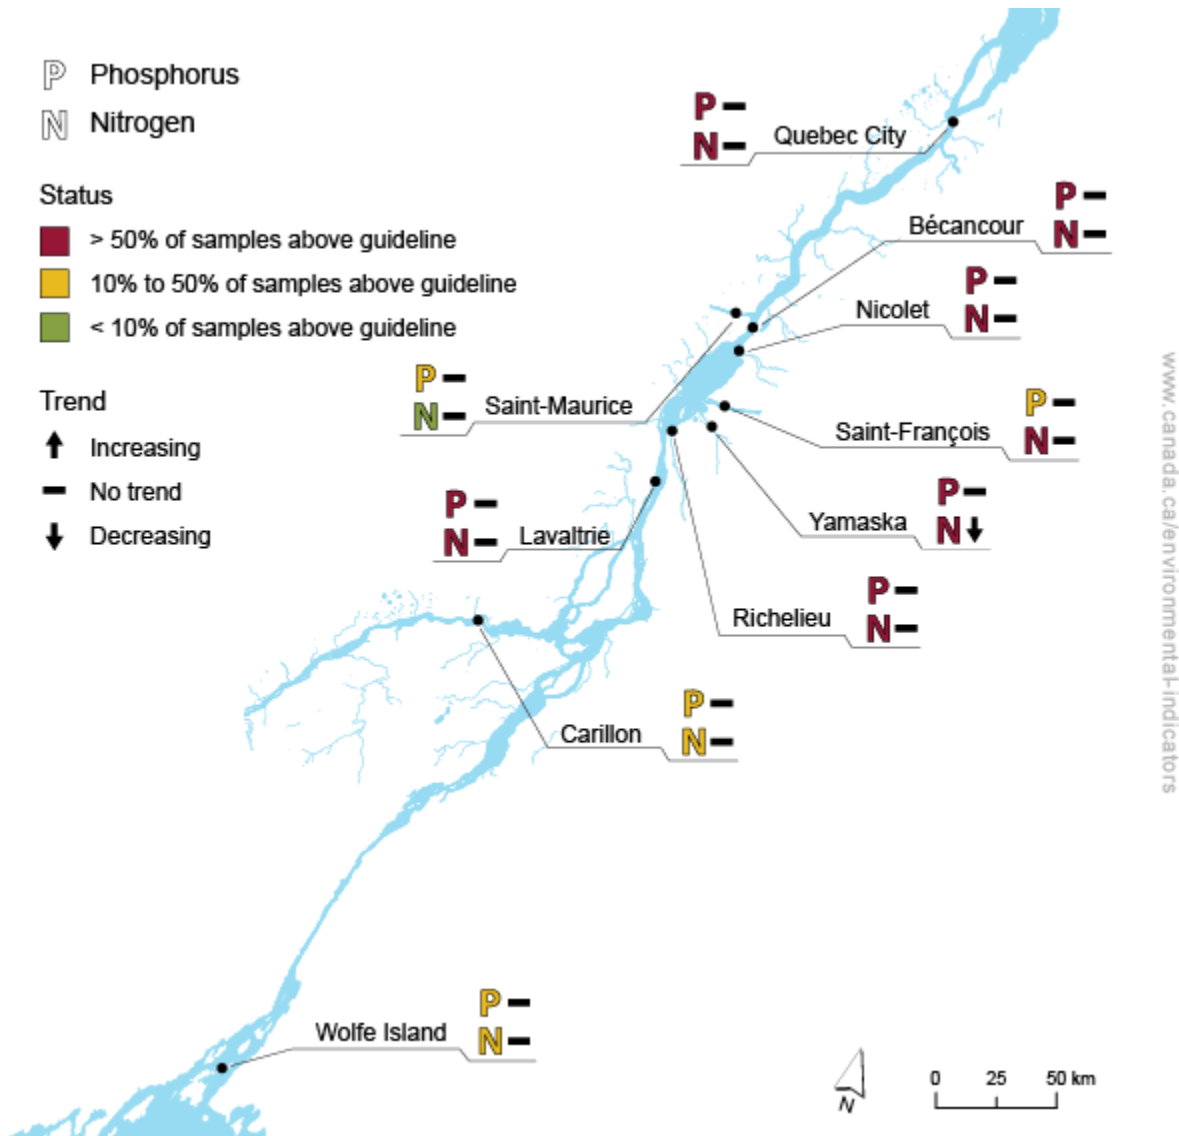 P Phosphorus
N Nitrogen
Status
> 50% of samples above guideline
10% to 50% of samples above guideline
< 10% of samples above guideline
Trend
Increasing
No trend
Decreasing
P
N
Quebec City
P
N
Bécancour
P
N
Nicolet
P
N
Saint-Maurice
P
N
Saint-François
P
N
Lavaltrie
P
N
Yamaska
P
N
Richelieu
P
N
Carillon
P
N
Wolfe Island
N
0 25 50 km
www.canada.ca/environmental-indicators